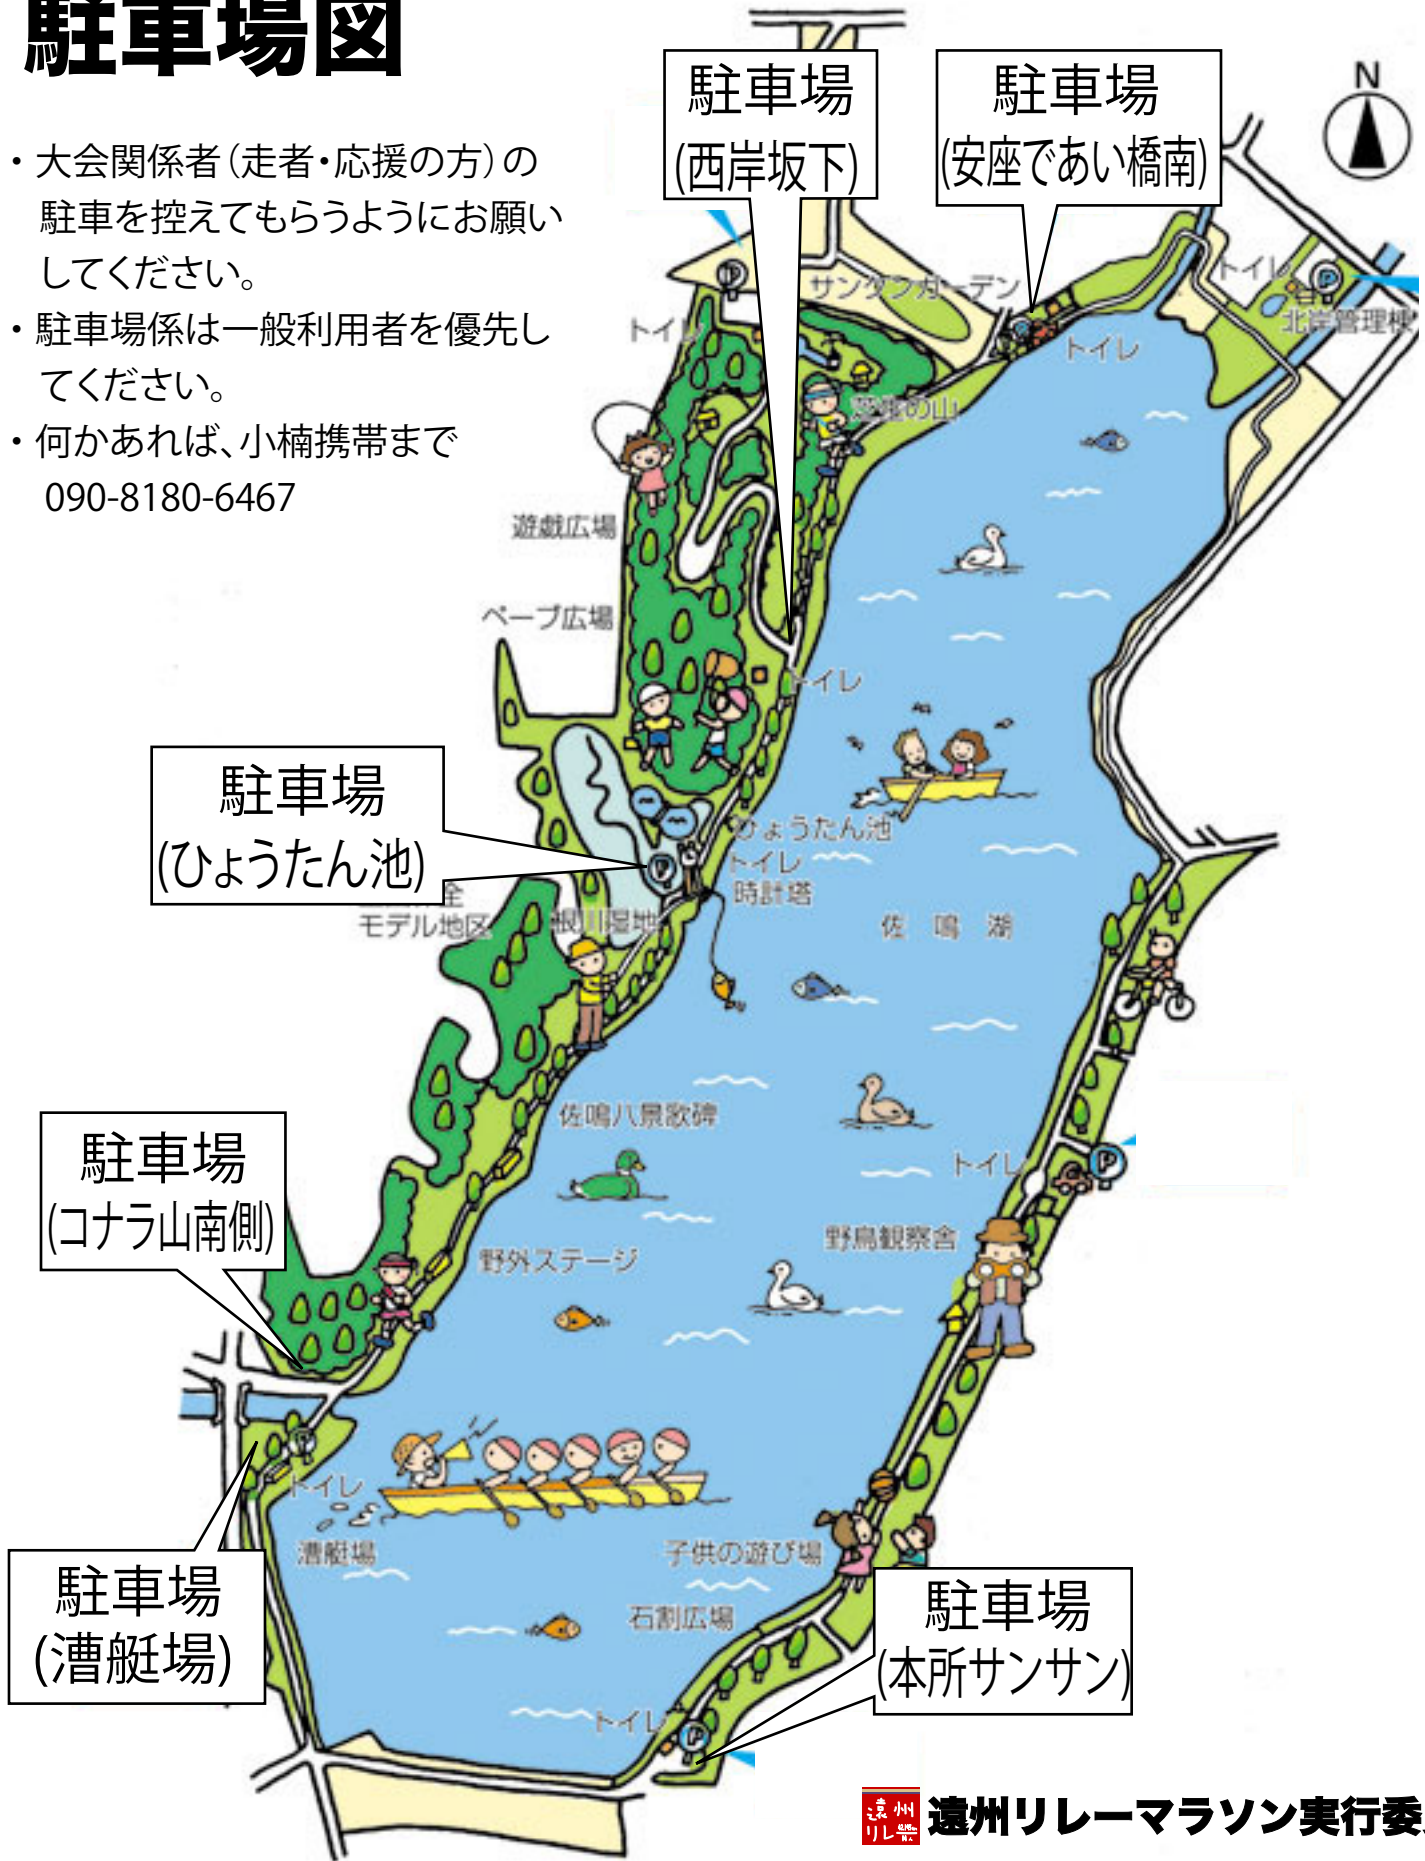 駐車場図
・大会関係者（走者・応援の方）の
駐車を控えてもらうようにお願い
してください。
・駐車場係は一般利用者を優先し
てください。
・何かあれば、小楠携帯まで
090-8180-6467
駐車場
(西岸坂下)
駐車場
(安座であい橋南)
N
サンクンガーデン
トイレ
北岸管理棟
P
P
トイレ
トイレ
芝生の山
遊戯広場
ペープ広場
トイレ
駐車場
(ひょうたん池)
ひょうたん池
P
トイレ
時計塔
全
モデル地区
根川湿地
佐鳴湖
佐鳴八景歌碑
駐車場
(コナラ山南側)
トイレ
P
野鳥観察舎
野外ステージ
P
トイレ
漕艇場
子供の遊び場
駐車場
(漕艇場)
石割広場
駐車場
(本所サンサン)
トイレ
P
遠州
リレー
遠州リレーマラソン実行委